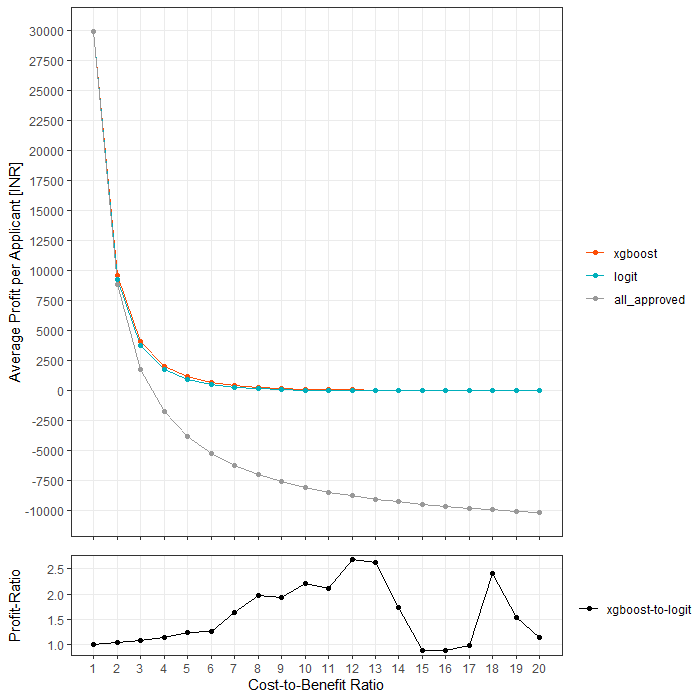 Average Profit per Applicant [INR]
30000
27500
25000
22500
20000
17500
15000
12500
10000
7500
5000
2500
0
-2500
-5000
-7500
-10000
xgboost
logit
all_approved
Profit-Ratio
2.5
2.0
1.5
1.0
xgboost-to-logit
1 2 3 4 5 6 7 8 9 10 11 12 13 14 15 16 17 18 19 20
Cost-to-Benefit Ratio